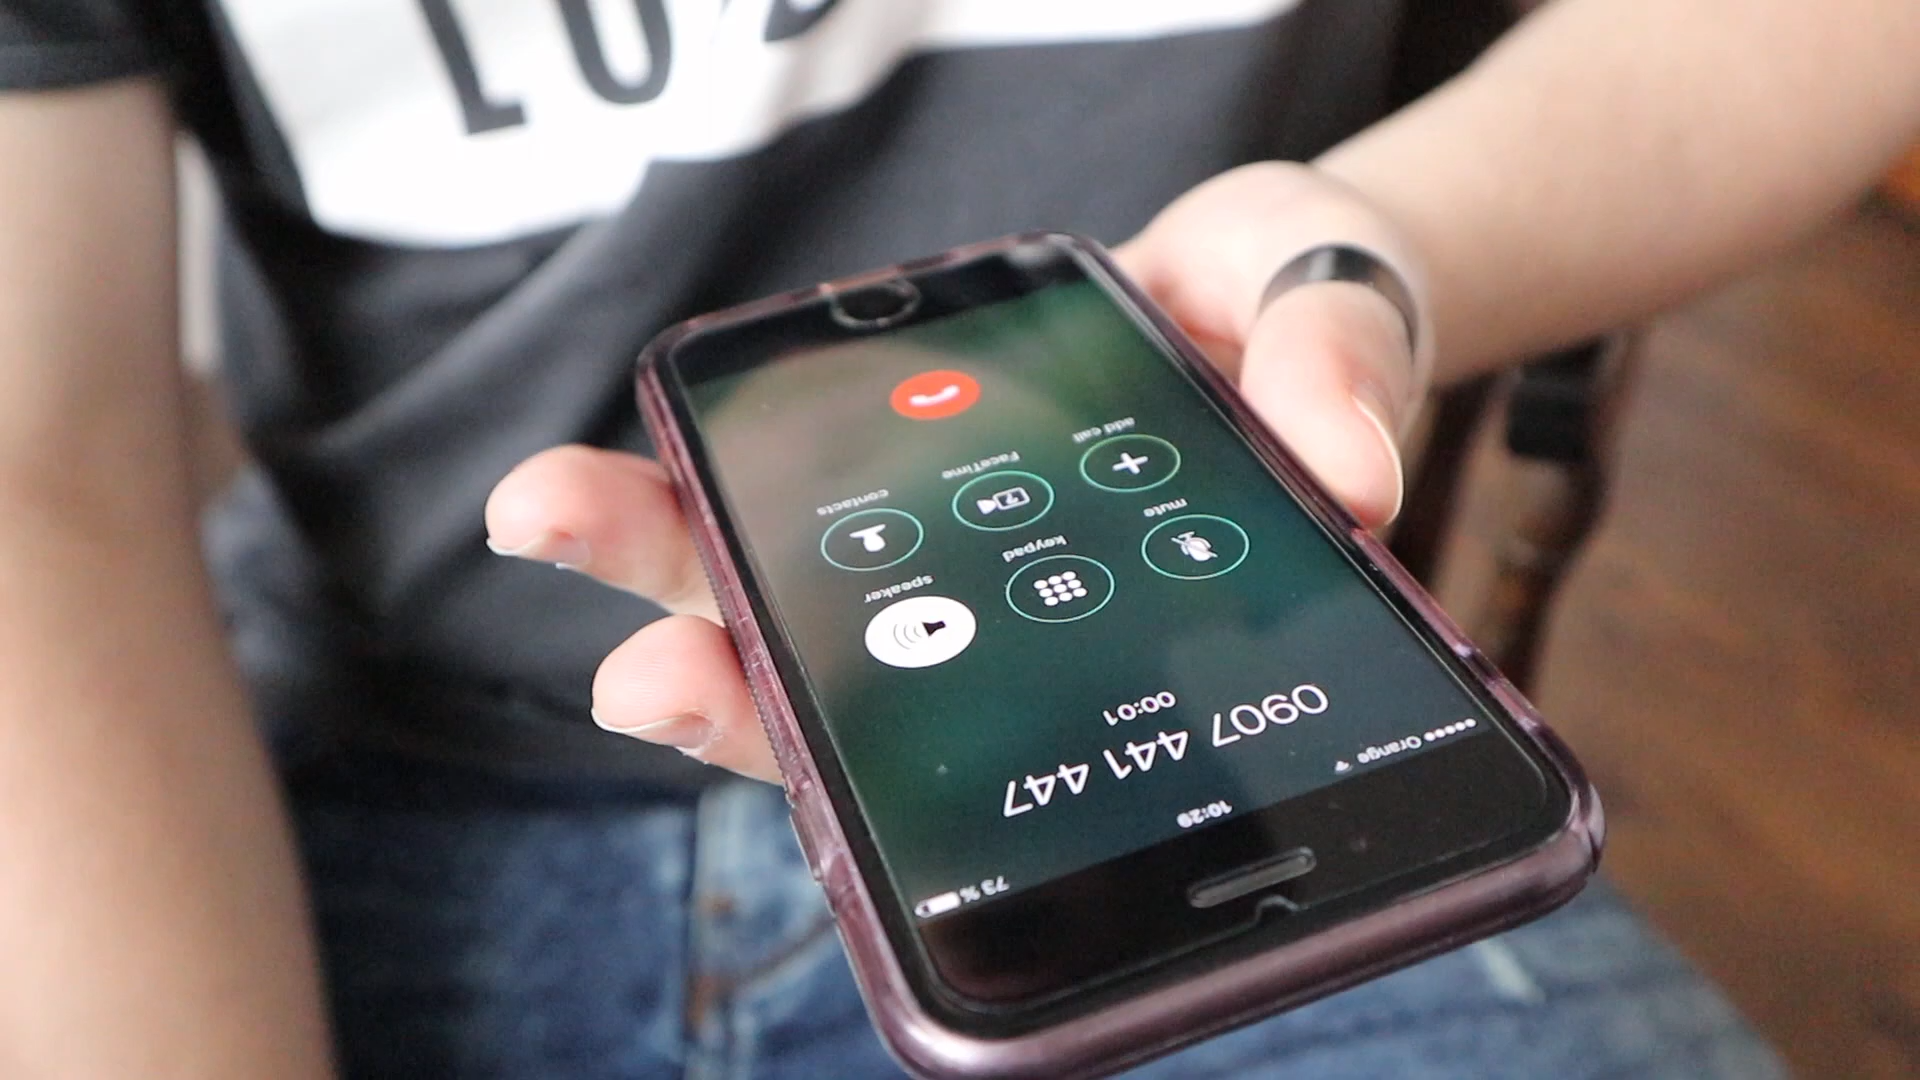 ●●●●●● Orange 10:29 73 %
0907 441 447
00:01
mute keypad speaker
add call FaceTime contacts